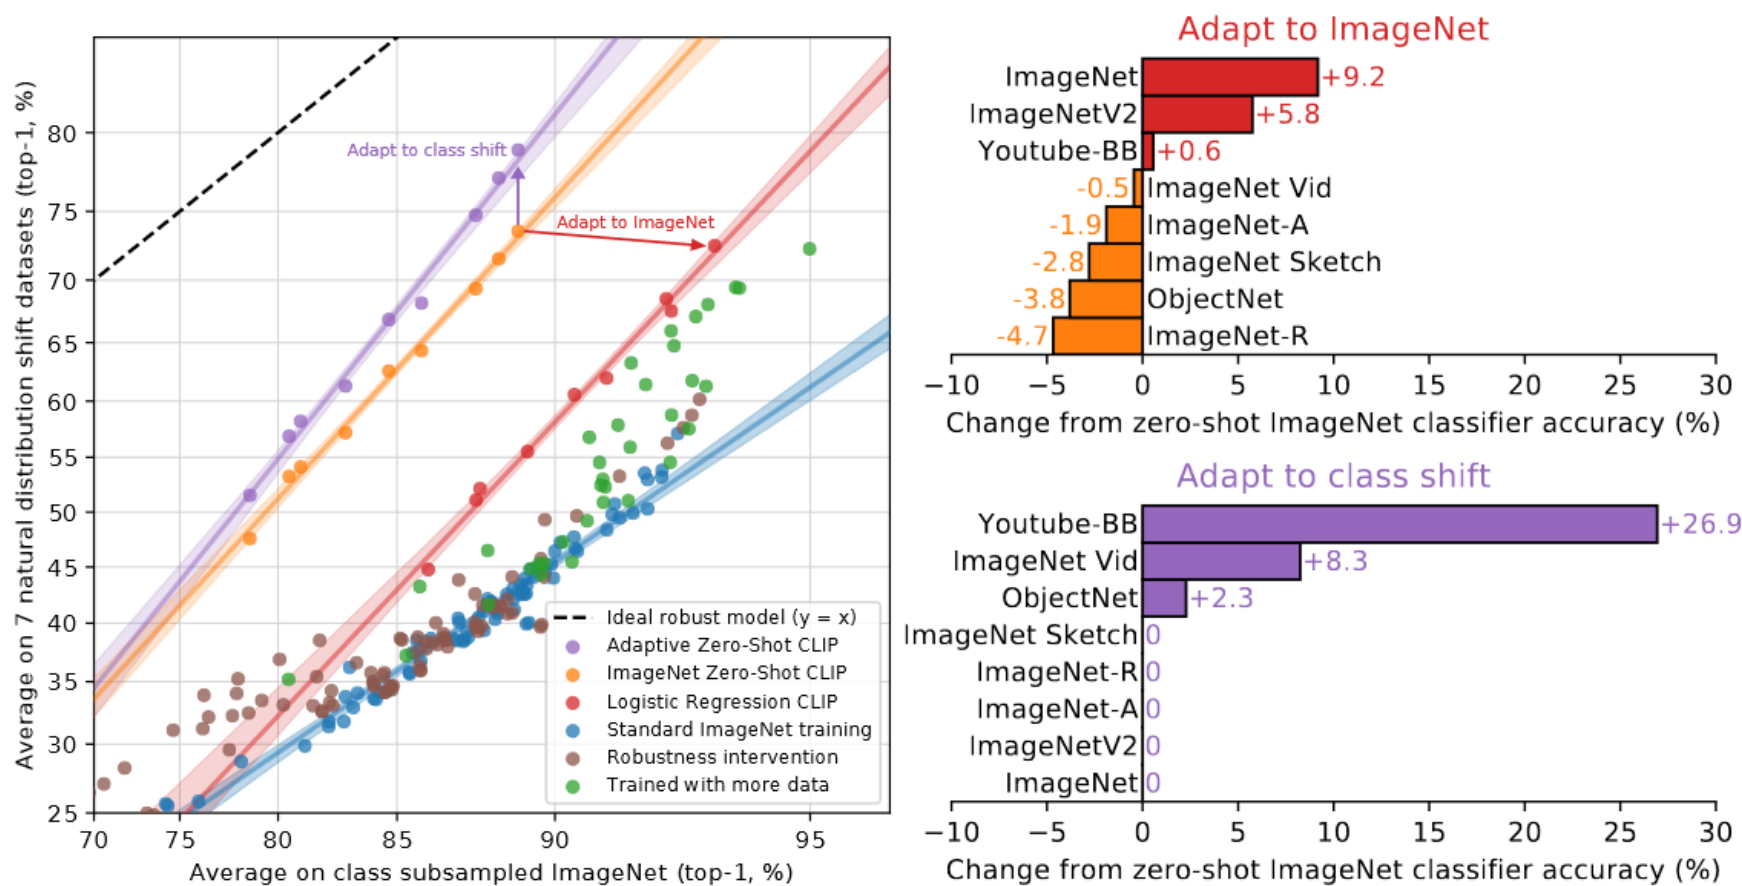 Average on 7 natural distribution shift datasets (top-1, %)
80
75
70
65
60
55
50
45
40
35
30
25
70
75
80
85
90
95
Average on class subsampled ImageNet (top-1, %)
Adapt to class shift
Adapt to ImageNet
Ideal robust model (y = x)
Adaptive Zero-Shot CLIP
ImageNet Zero-Shot CLIP
Logistic Regression CLIP
Standard ImageNet training
Robustness intervention
Trained with more data
Adapt to ImageNet
ImageNet +9.2
ImageNetV2 +5.8
Youtube-BB +0.6
-0.5 ImageNet Vid
-1.9 ImageNet-A
-2.8 ImageNet Sketch
-3.8 ObjectNet
-4.7 ImageNet-R
−10 −5 0 5 10 15 20 25 30
Change from zero-shot ImageNet classifier accuracy (%)
Adapt to class shift
Youtube-BB +26.9
ImageNet Vid +8.3
ObjectNet +2.3
ImageNet Sketch 0
ImageNet-R 0
ImageNet-A 0
ImageNetV2 0
ImageNet 0
−10 −5 0 5 10 15 20 25 30
Change from zero-shot ImageNet classifier accuracy (%)